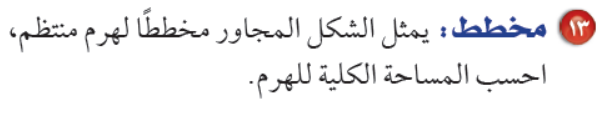 ١٣ مخطط: يمثل الشكل المجاور مخططًا لهرم منتظم،
احسب المساحة الكلية للهرم.